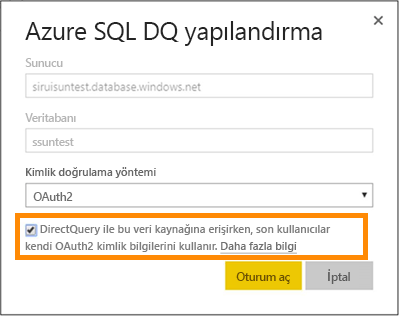 Azure SQL DQ yapılandırma
Sunucu
siruisuntest.database.windows.net
Veritabanı
ssuntest
Kimlik doğrulama yöntemi
OAuth2
DirectQuery ile bu veri kaynağına erişirken, son kullanıcılar
kendi OAuth2 kimlik bilgilerini kullanır. Daha fazla bilgi
Oturum aç
İptal